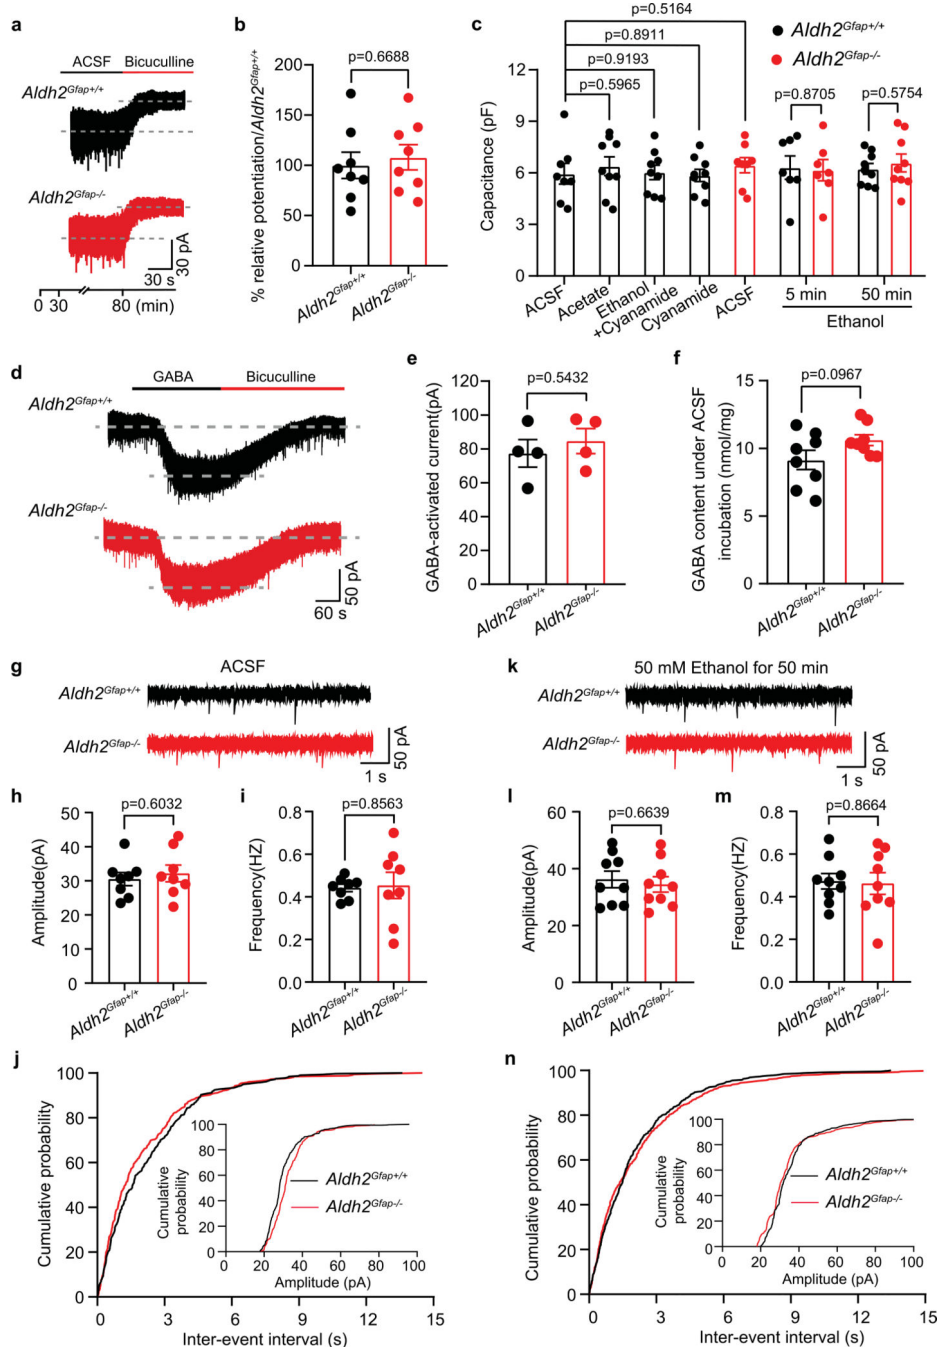 a
ACSF Bicuculline
Aldh2Gfap+/+
Aldh2Gfap-/-
30 pA
30 s
0 30 80 (min)
b
% relative potentiation/Aldh2Gfap+/+
p=0.6688
200
150
100
50
0
Aldh2Gfap+/+
Aldh2Gfap-/-
c
p=0.5164
p=0.8911
p=0.9193
p=0.5965
Aldh2Gfap+/+
Aldh2Gfap-/-
p=0.8705
p=0.5754
Capacitance (pF)
12
9
6
3
0
ACSF
Acetate
Ethanol
+Cyanamide
Cyanamide
ACSF
5 min
50 min
Ethanol
d
GABA Bicuculline
Aldh2Gfap+/+
Aldh2Gfap-/-
50 pA
60 s
e
p=0.5432
GABA-activated current(pA)
120
100
80
60
40
20
0
Aldh2Gfap+/+
Aldh2Gfap-/-
f
p=0.0967
GABA content under ACSF
incubation (nmol/mg)
15
10
5
0
Aldh2Gfap+/+
Aldh2Gfap-/-
g
ACSF
Aldh2Gfap+/+
Aldh2Gfap-/-
50 pA
1 s
k
50 mM Ethanol for 50 min
Aldh2Gfap+/+
Aldh2Gfap-/-
50 pA
1 s
h
p=0.6032
Amplitude(pA)
50
40
30
20
10
0
Aldh2Gfap+/+
Aldh2Gfap-/-
i
p=0.8563
Frequency(HZ)
0.8
0.6
0.4
0.2
0.0
Aldh2Gfap+/+
Aldh2Gfap-/-
l
p=0.6639
Amplitude(pA)
60
40
20
0
Aldh2Gfap+/+
Aldh2Gfap-/-
m
p=0.8664
Frequency(HZ)
0.8
0.6
0.4
0.2
0.0
Aldh2Gfap+/+
Aldh2Gfap-/-
j
Cumulative probability
100
80
60
40
20
0
0 3 6 9 12 15
Inter-event interval (s)
Cumulative
probability
100
80
60
40
20
0
0 20 40 60 80 100
Amplitude (pA)
Aldh2Gfap+/+
Aldh2Gfap-/-
n
Cumulative probability
100
80
60
40
20
0
0 3 6 9 12 15
Inter-event interval (s)
Cumulative
probability
100
80
60
40
20
0
0 20 40 60 80 100
Amplitude (pA)
Aldh2Gfap+/+
Aldh2Gfap-/-